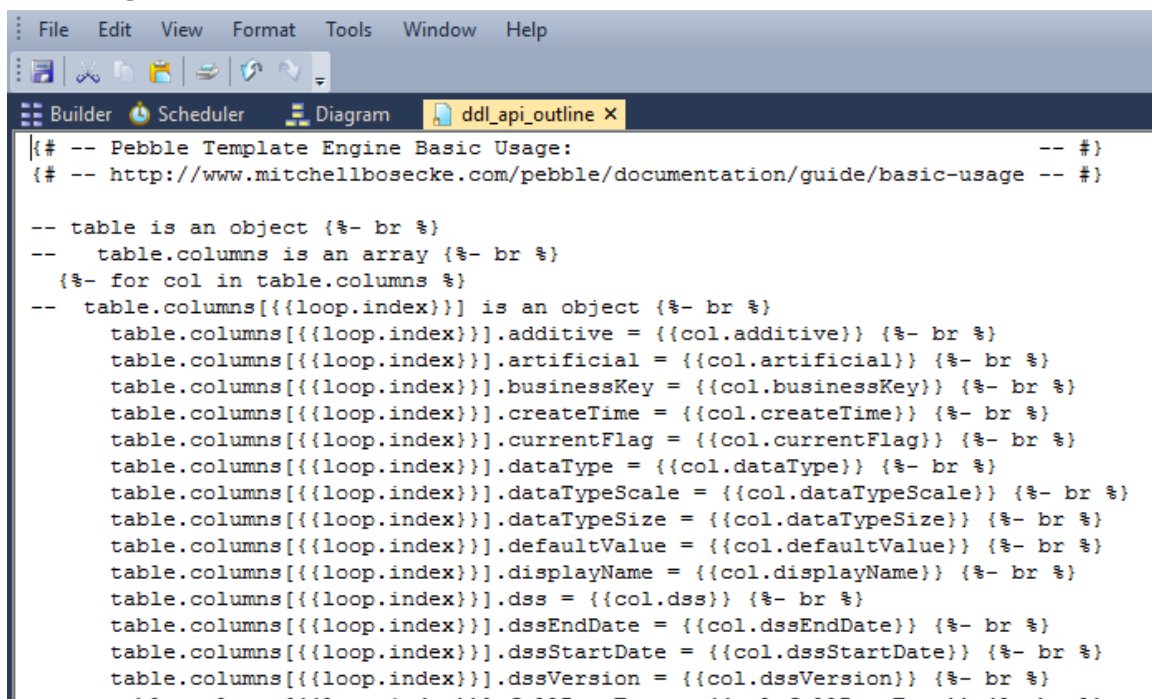 File Edit View Format Tools Window Help
Builder Scheduler Diagram ddl_api_outline ×
{# -- Pebble Template Engine Basic Usage: -- #}
{# -- http://www.mitchellbosecke.com/pebble/documentation/guide/basic-usage -- #}
-- table is an object {%- br %}
-- table.columns is an array {%- br %}
{%- for col in table.columns %}
-- table.columns[{{loop.index}}] is an object {%- br %}
table.columns[{{loop.index}}].additive = {{col.additive}} {%- br %}
table.columns[{{loop.index}}].artificial = {{col.artificial}} {%- br %}
table.columns[{{loop.index}}].businessKey = {{col.businessKey}} {%- br %}
table.columns[{{loop.index}}].createTime = {{col.createTime}} {%- br %}
table.columns[{{loop.index}}].currentFlag = {{col.currentFlag}} {%- br %}
table.columns[{{loop.index}}].dataType = {{col.dataType}} {%- br %}
table.columns[{{loop.index}}].dataTypeScale = {{col.dataTypeScale}} {%- br %}
table.columns[{{loop.index}}].dataTypeSize = {{col.dataTypeSize}} {%- br %}
table.columns[{{loop.index}}].defaultValue = {{col.defaultValue}} {%- br %}
table.columns[{{loop.index}}].displayName = {{col.displayName}} {%- br %}
table.columns[{{loop.index}}].dss = {{col.dss}} {%- br %}
table.columns[{{loop.index}}].dssEndDate = {{col.dssEndDate}} {%- br %}
table.columns[{{loop.index}}].dssStartDate = {{col.dssStartDate}} {%- br %}
table.columns[{{loop.index}}].dssVersion = {{col.dssVersion}} {%- br %}